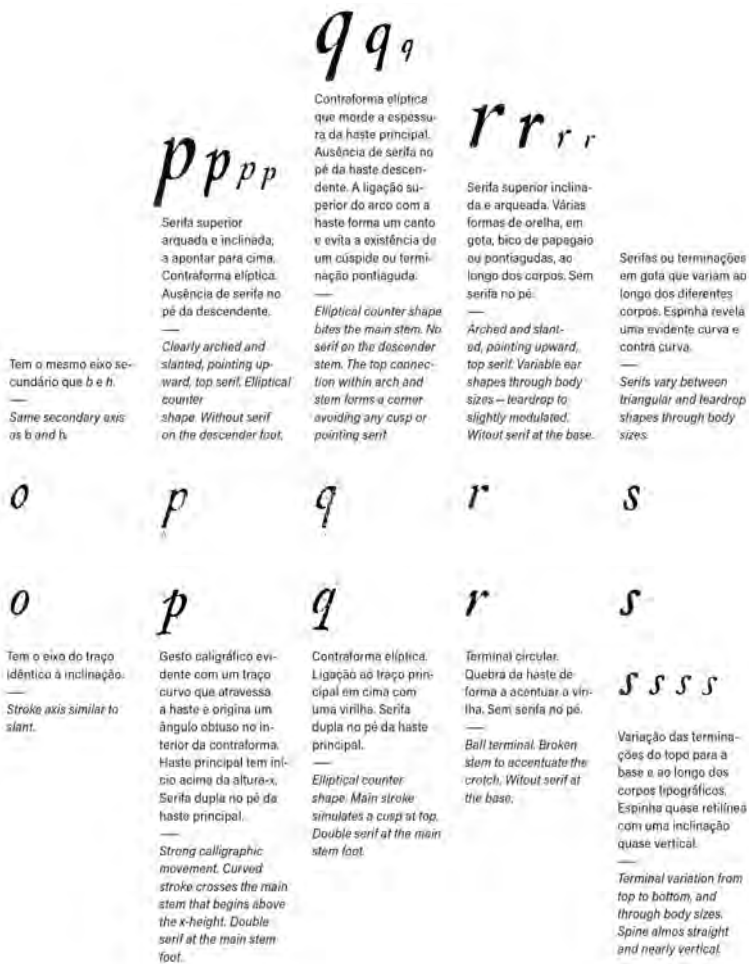 q q q
Contraforma elíptica
que morde a espessu-
ra da haste principal.
Ausência de serifa no
pé da haste descen-
dente. A ligação su-
perior do arco com a
haste forma um canto
e evita a existência de
um cúspide ou termi-
nação pontiaguda.
—
Elliptical counter shape
bites the main stem. No
serif on the descender
stem. The top connec-
tion within arch and
stem forms a corner
avoiding any cusp or
pointing serif
p p p p
Serifa superior
arquada e inclinada,
a apontar para cima.
Contraforma elíptica.
Ausência de serifa no
pé da descendente.
—
Clearly arched and
slanted, pointing up-
ward, top serif. Elliptical
counter
shape. Without serif
on the descender foot.
r r r r
Serifa superior inclina-
da e arqueada. Várias
formas de orelha, em
gota, bico de papagaio
ou pontiagudas, ao
longo dos corpos. Sem
serifa no pé.
—
Arched and slant-
ed, pointing upward,
top serif. Variable ear
shapes through body
sizes – teardrop to
slightly modulated.
Witout serif at the base.
Serifas ou terminações
em gota que variam ao
longo dos diferentes
corpos. Espinha revela
uma evidente curva e
contra curva.
—
Serifs vary between
triangular and teardrop
shapes through body
sizes.
Tem o mesmo eixo se-
cundário que b e h.
—
Same secondary axis
as b and h.
o p q r s
o p q r s
Tem o eixo do traço
idêntico à inclinação.
—
Stroke axis similar to
slant.
Gesto caligráfico evi-
dente com um traço
curvo que atravessa
a haste e origina um
ângulo obtuso no in-
terior da contraforma.
Haste principal tem iní-
cio acima da altura-x.
Serifa dupla no pé da
haste principal.
—
Strong calligraphic
movement. Curved
stroke crosses the main
stem that begins above
the x-height. Double
serif at the main stem
foot.
Contraforma elíptica.
Ligação ao traço prin-
cipal em cima com
uma virilha. Serifa
dupla no pé da haste
principal.
—
Elliptical counter
shape. Main stroke
simulates a cusp at top.
Double serif at the main
stem foot.
Terminal circular.
Quebra da haste de
forma a acentuar a viri-
lha. Sem serifa no pé.
—
Ball terminal. Broken
stem to accentuate the
crotch. Witout serif at
the base.
s s s s
Variação das termina-
ções do topo para a
base e ao longo dos
corpos tipográficos.
Espinha quase retilínea
com uma inclinação
quase vertical.
—
Terminal variation from
top to bottom, and
through body sizes.
Spine almos straight
and nearly vertical.